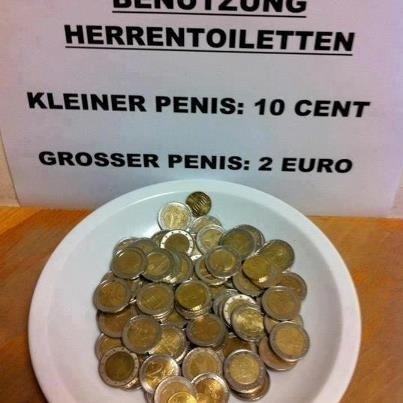 BENUTZUNG
HERRENTOILETTEN
KLEINER PENIS: 10 CENT
GROSSER PENIS: 2 EURO